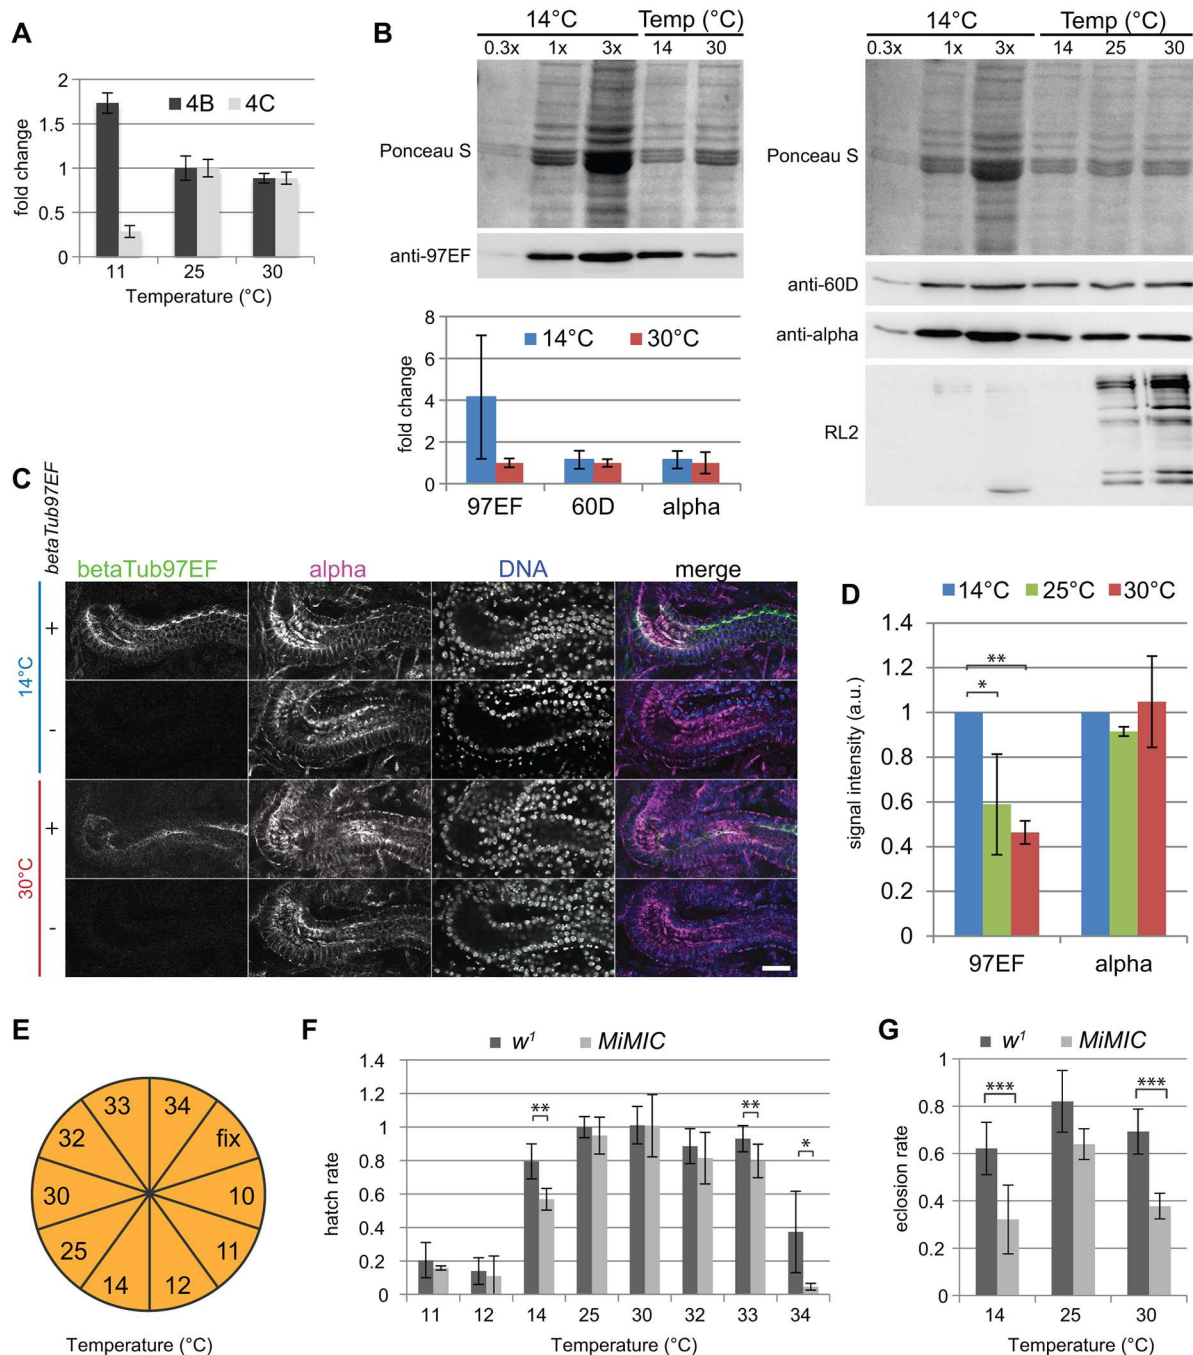 A
2
1.5
1
0.5
0
4B 4C
fold change
11 25 30
Temperature (°C)
B
14°C Temp (°C)
0.3x 1x 3x 14 30
Ponceau S
anti-97EF
14°C Temp (°C)
0.3x 1x 3x 14 25 30
Ponceau S
anti-60D
anti-alpha
RL2
8
6
4
2
0
14°C 30°C
fold change
97EF 60D alpha
C
betaTub97EF
betaTub97EF alpha DNA merge
14°C
+
-
30°C
+
-
D
14°C 25°C 30°C
1.4
1.2
1
0.8
0.6
0.4
0.2
0
signal intensity (a.u.)
**
*
97EF alpha
E
33 34
32 fix
30 10
25 11
14 12
Temperature (°C)
F
w¹ MiMIC
1.4
1.2
1
0.8
0.6
0.4
0.2
0
hatch rate
** ** *
11 12 14 25 30 32 33 34
Temperature (°C)
G
w¹ MiMIC
1
0.8
0.6
0.4
0.2
0
eclosion rate
*** ***
14 25 30
Temperature (°C)